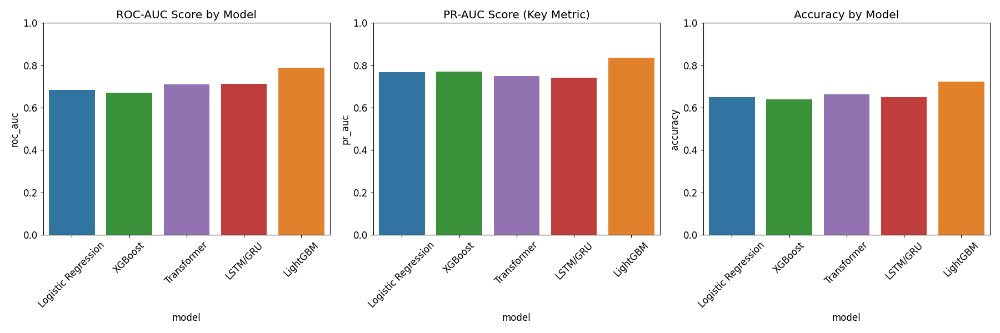 ROC-AUC Score by Model
1.0
0.8
0.6
0.4
0.2
0.0
roc_auc
Logistic Regression
XGBoost
Transformer
LSTM/GRU
LightGBM
model
PR-AUC Score (Key Metric)
1.0
0.8
0.6
0.4
0.2
0.0
pr_auc
Logistic Regression
XGBoost
Transformer
LSTM/GRU
LightGBM
model
Accuracy by Model
1.0
0.8
0.6
0.4
0.2
0.0
accuracy
Logistic Regression
XGBoost
Transformer
LSTM/GRU
LightGBM
model